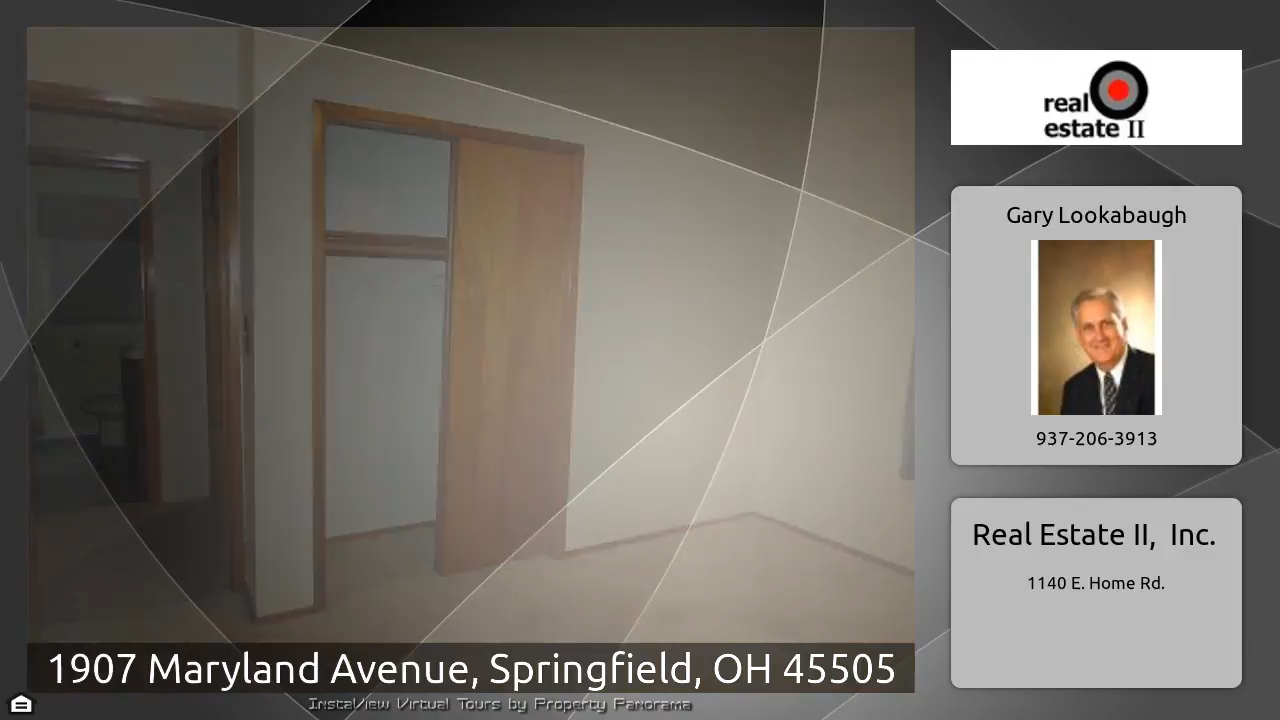 real
estate II
Gary Lookabaugh
937-206-3913
Real Estate II, Inc.
1140 E. Home Rd.
1907 Maryland Avenue, Springfield, OH 45505
InstaView Virtual Tours by Property Panorama